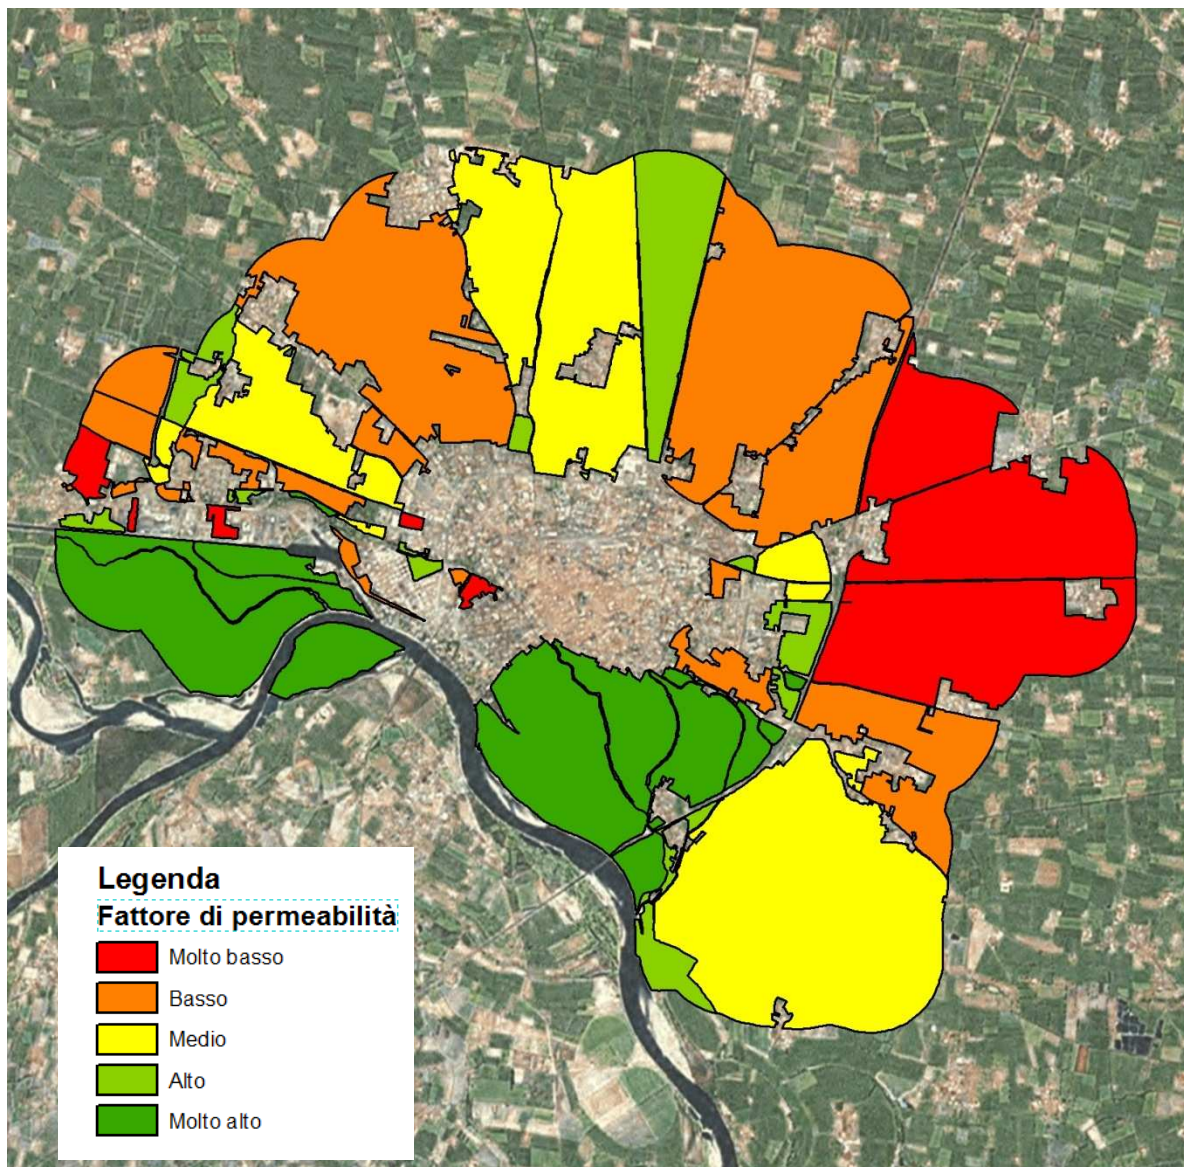 Legenda
Fattore di permeabilità
Molto basso
Basso
Medio
Alto
Molto alto